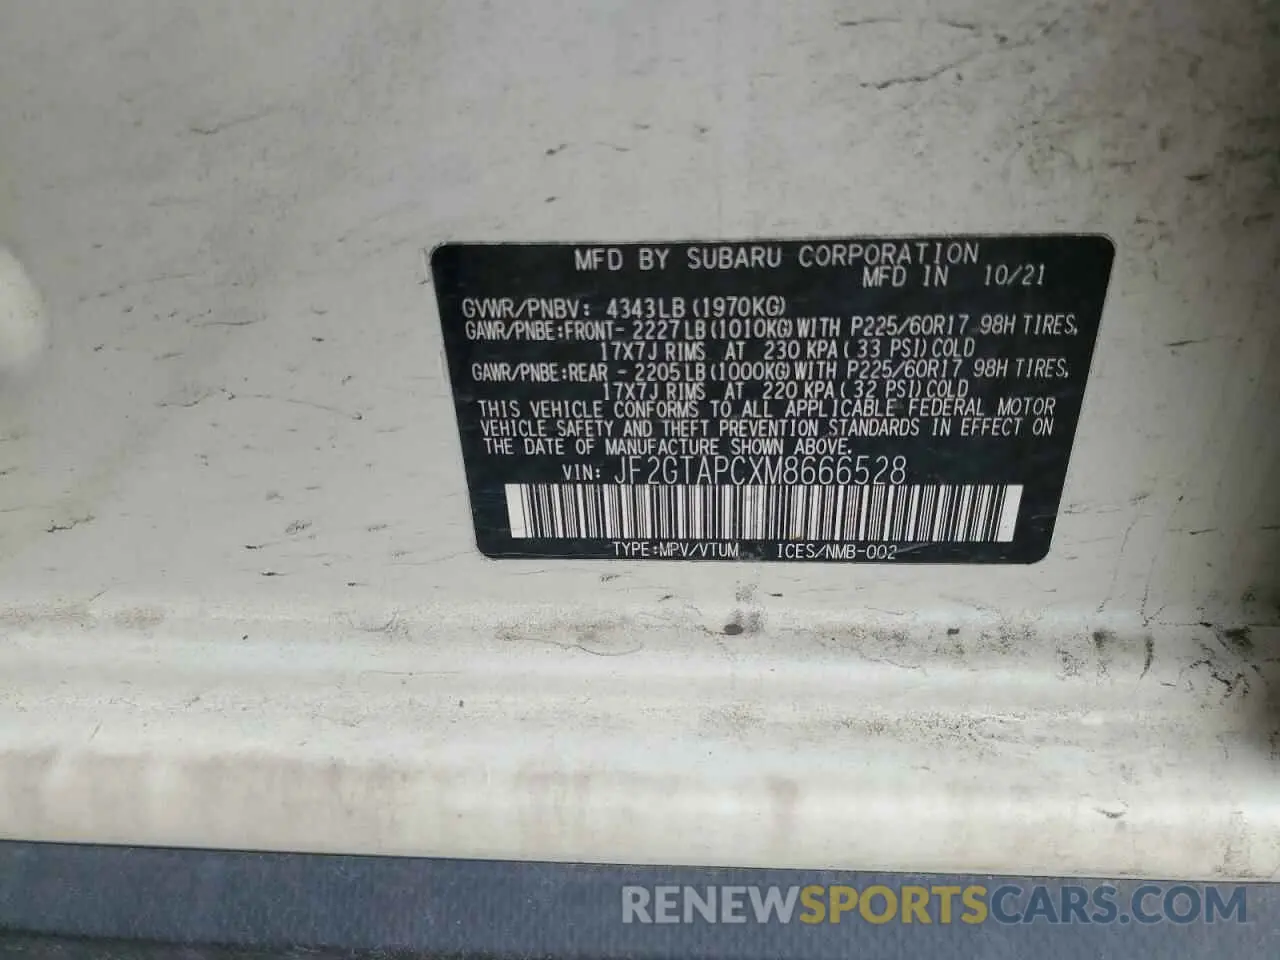 MFD BY SUBARU CORPORATION
MFD IN 10/21
GVWR/PNBV: 4343LB (1970KG)
GAWR/PNBE:FRONT- 2227LB (1010KG) WITH P225/60R17 98H TIRES,
17X7J RIMS AT 230 KPA ( 33 PSI) COLD
GAWR/PNBE:REAR - 2205LB (1000KG) WITH P225/60R17 98H TIRES,
17X7J RIMS AT 220 KPA ( 32 PSI) COLD
THIS VEHICLE CONFORMS TO ALL APPLICABLE FEDERAL MOTOR
VEHICLE SAFETY AND THEFT PREVENTION STANDARDS IN EFFECT ON
THE DATE OF MANUFACTURE SHOWN ABOVE.
VIN: JF2GTAPCXM8666528
TYPE:MPV/VTUM ICES/NMB-002
RENEWSPORTSCARS.COM